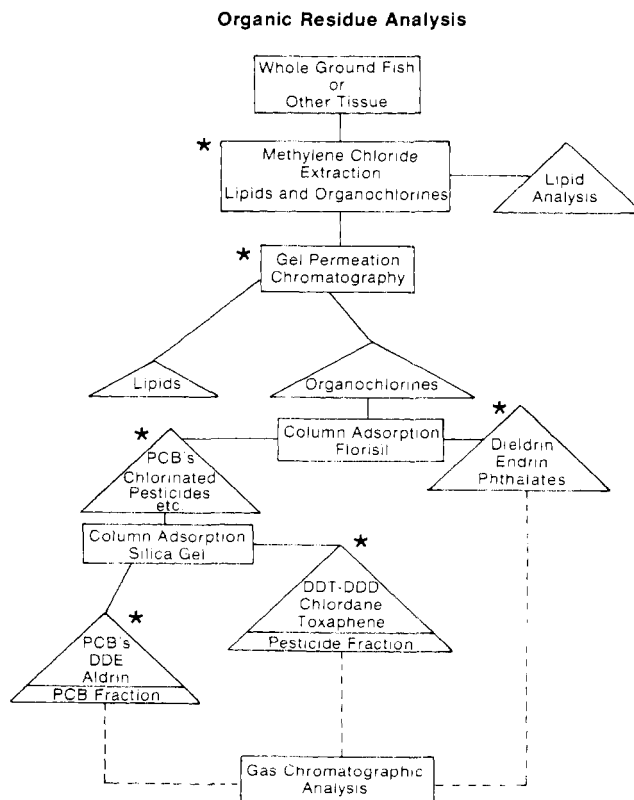 Organic Residue Analysis
Whole Ground Fish
or
Other Tissue
★
Methylene Chloride
Extraction
Lipids and Organochlorines
Lipid
Analysis
★
Gel Permeation
Chromatography
Lipids
Organochlorines
★
Column Adsorption
Florisil
★
PCB's
Chlorinated
Pesticides
etc
Dieldrin
Endrin
Phthalates
Column Adsorption
Silica Gel
★
DDT-DDD
Chlordane
Toxaphene
Pesticide Fraction
★
PCB's
DDE
Aldrin
PCB Fraction
Gas Chromatographic
Analysis